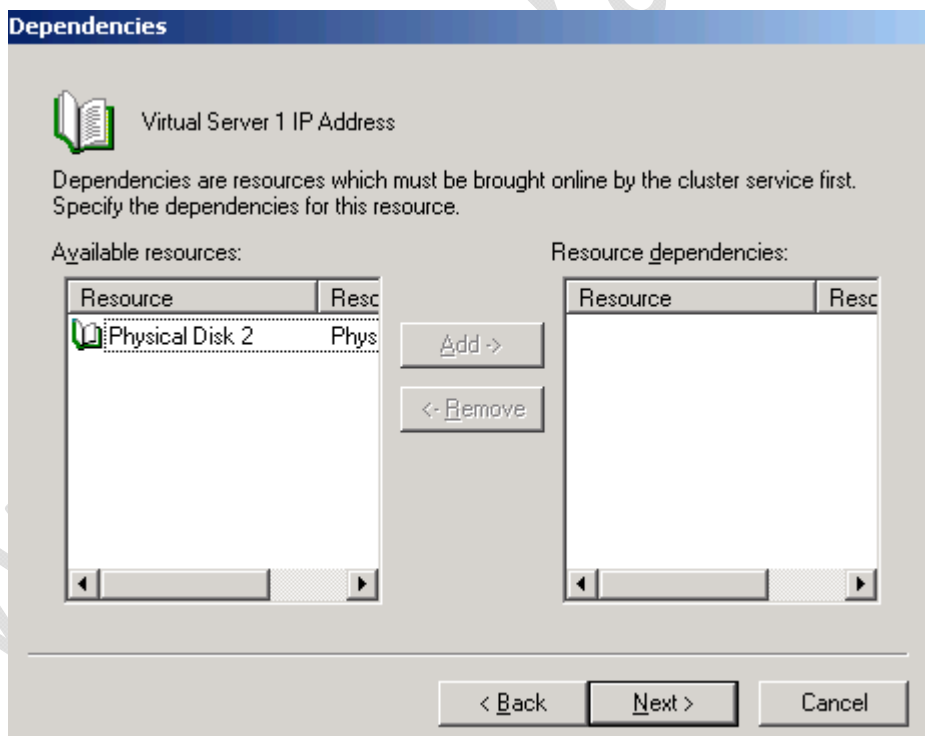 Dependencies
Virtual Server 1 IP Address
Dependencies are resources which must be brought online by the cluster service first.
Specify the dependencies for this resource.
Available resources:
Resource dependencies:
Resource Resc
Resource Resc
Physical Disk 2 Phys
Add ->
<- Remove
< Back Next > Cancel